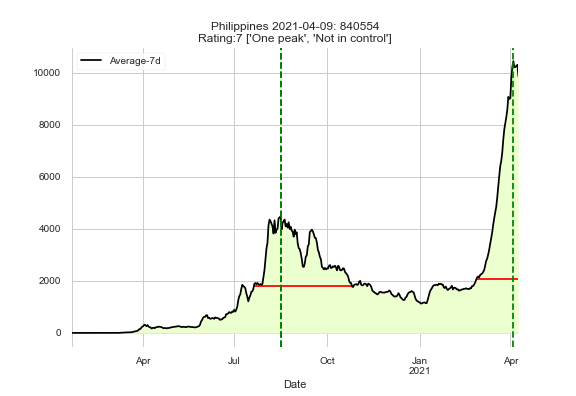 Philippines 2021-04-09: 840554
Rating:7 ['One peak', 'Not in control']
Average-7d
10000
8000
6000
4000
2000
0
Apr
Jul
Oct
Jan
2021
Apr
Date